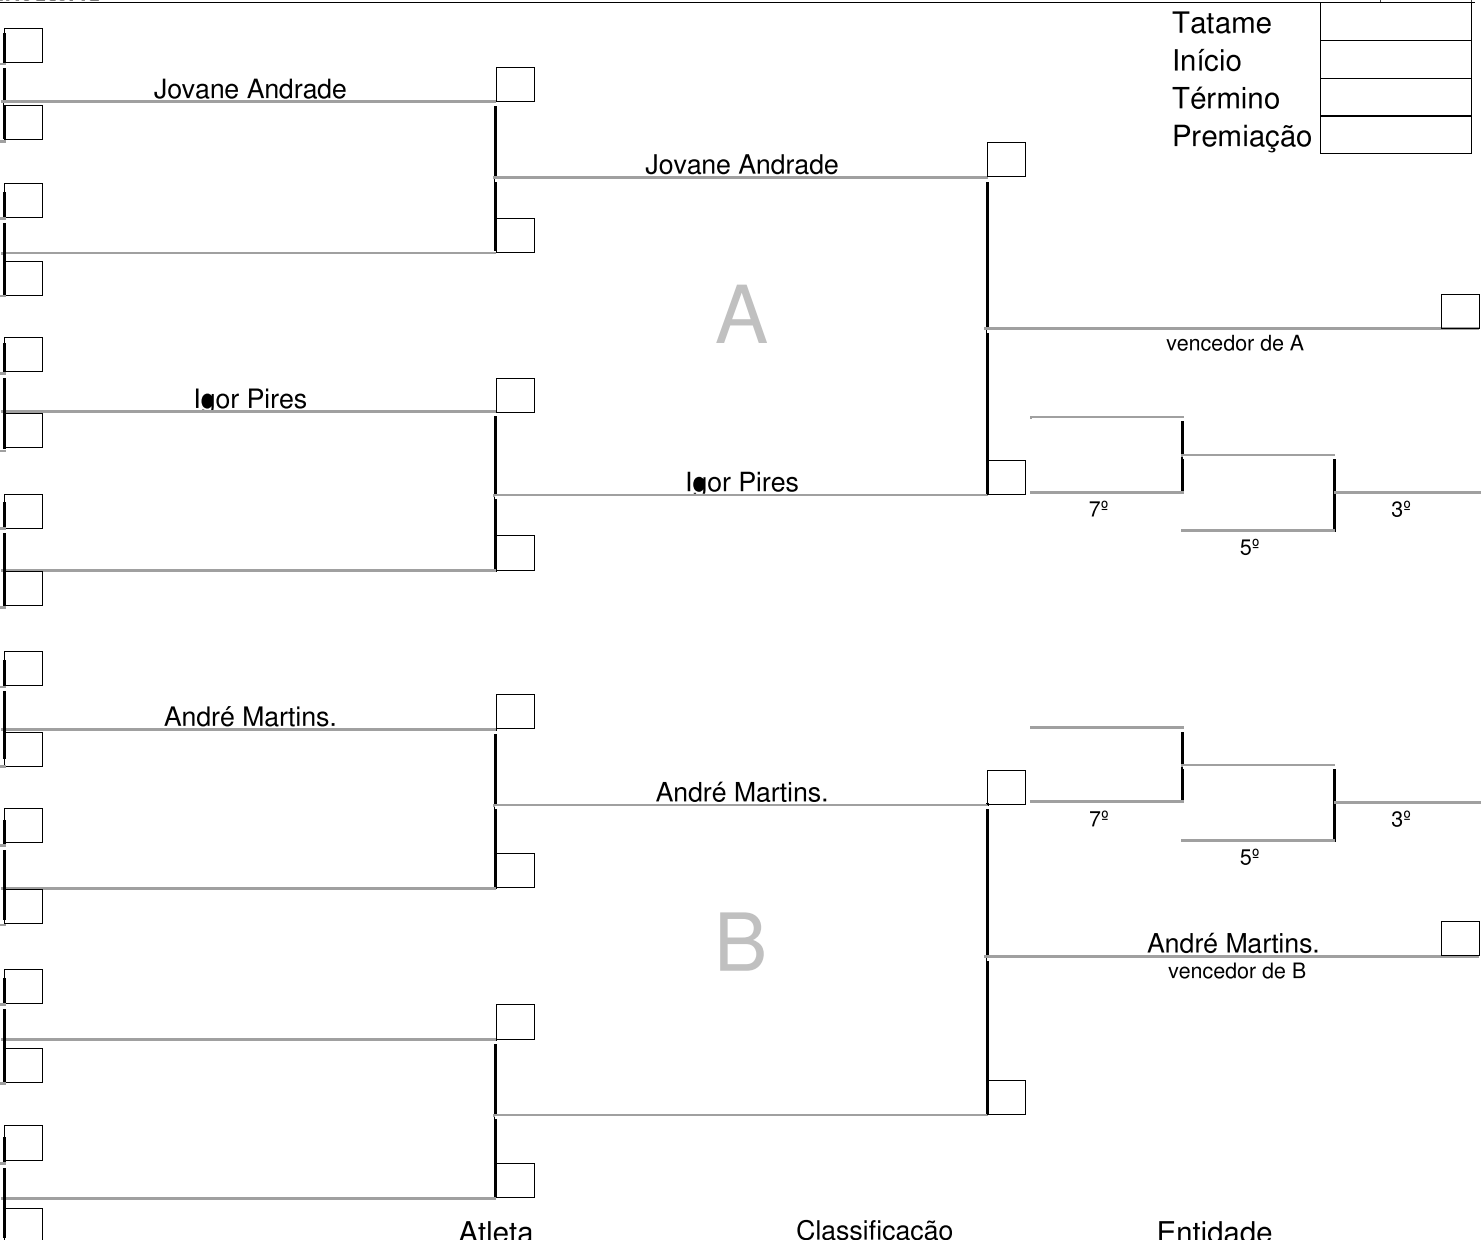 Tatame
Início
Término
Premiação
Jovane Andrade
Jovane Andrade
A
vencedor de A
Igor Pires
Igor Pires
7º
3º
5º
André Martins.
André Martins.
7º
3º
5º
B
André Martins.
vencedor de B
Atleta
Classificação
Entidade